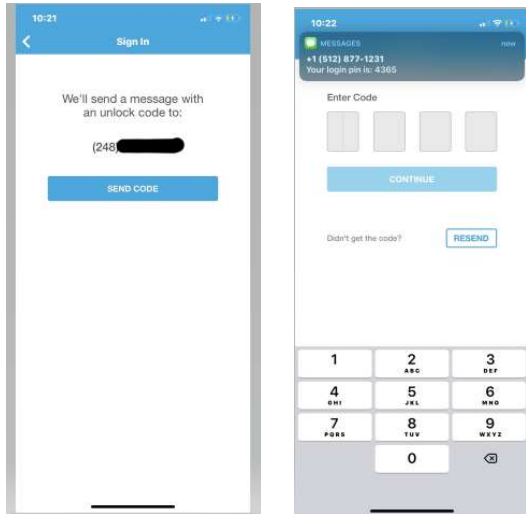 10:21
Sign In
We'll send a message with
an unlock code to:
(248)
SEND CODE
10:22
MESSAGES
now
+1 (512) 877-1231
Your login pin is: 4365
Enter Code
CONTINUE
Didn't get the code?
RESEND
1
2
ABC
3
DEF
4
GHI
5
JKL
6
MNO
7
PQRS
8
TUV
9
WXYZ
0